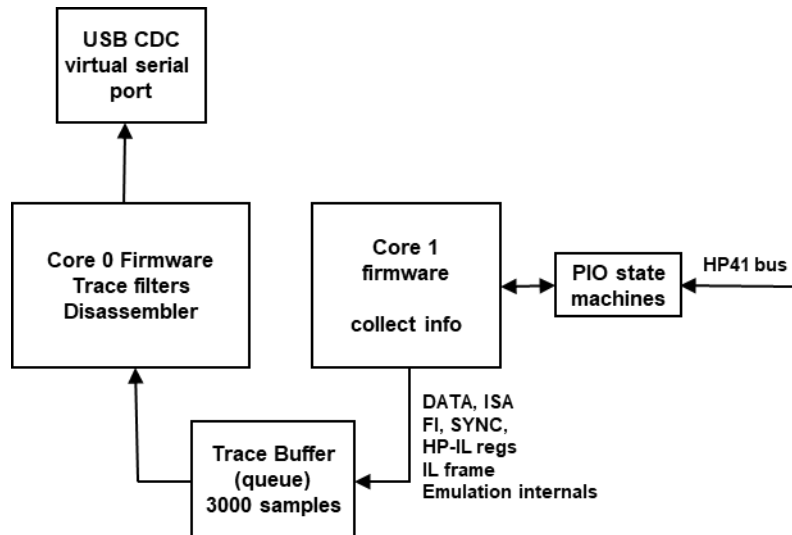 USB CDC
virtual serial
port
Core 0 Firmware
Trace filters
Disassembler
Core 1
firmware
collect info
PIO state
machines
HP41 bus
DATA, ISA
FI, SYNC,
HP-IL regs
IL frame
Emulation internals
Trace Buffer
(queue)
3000 samples